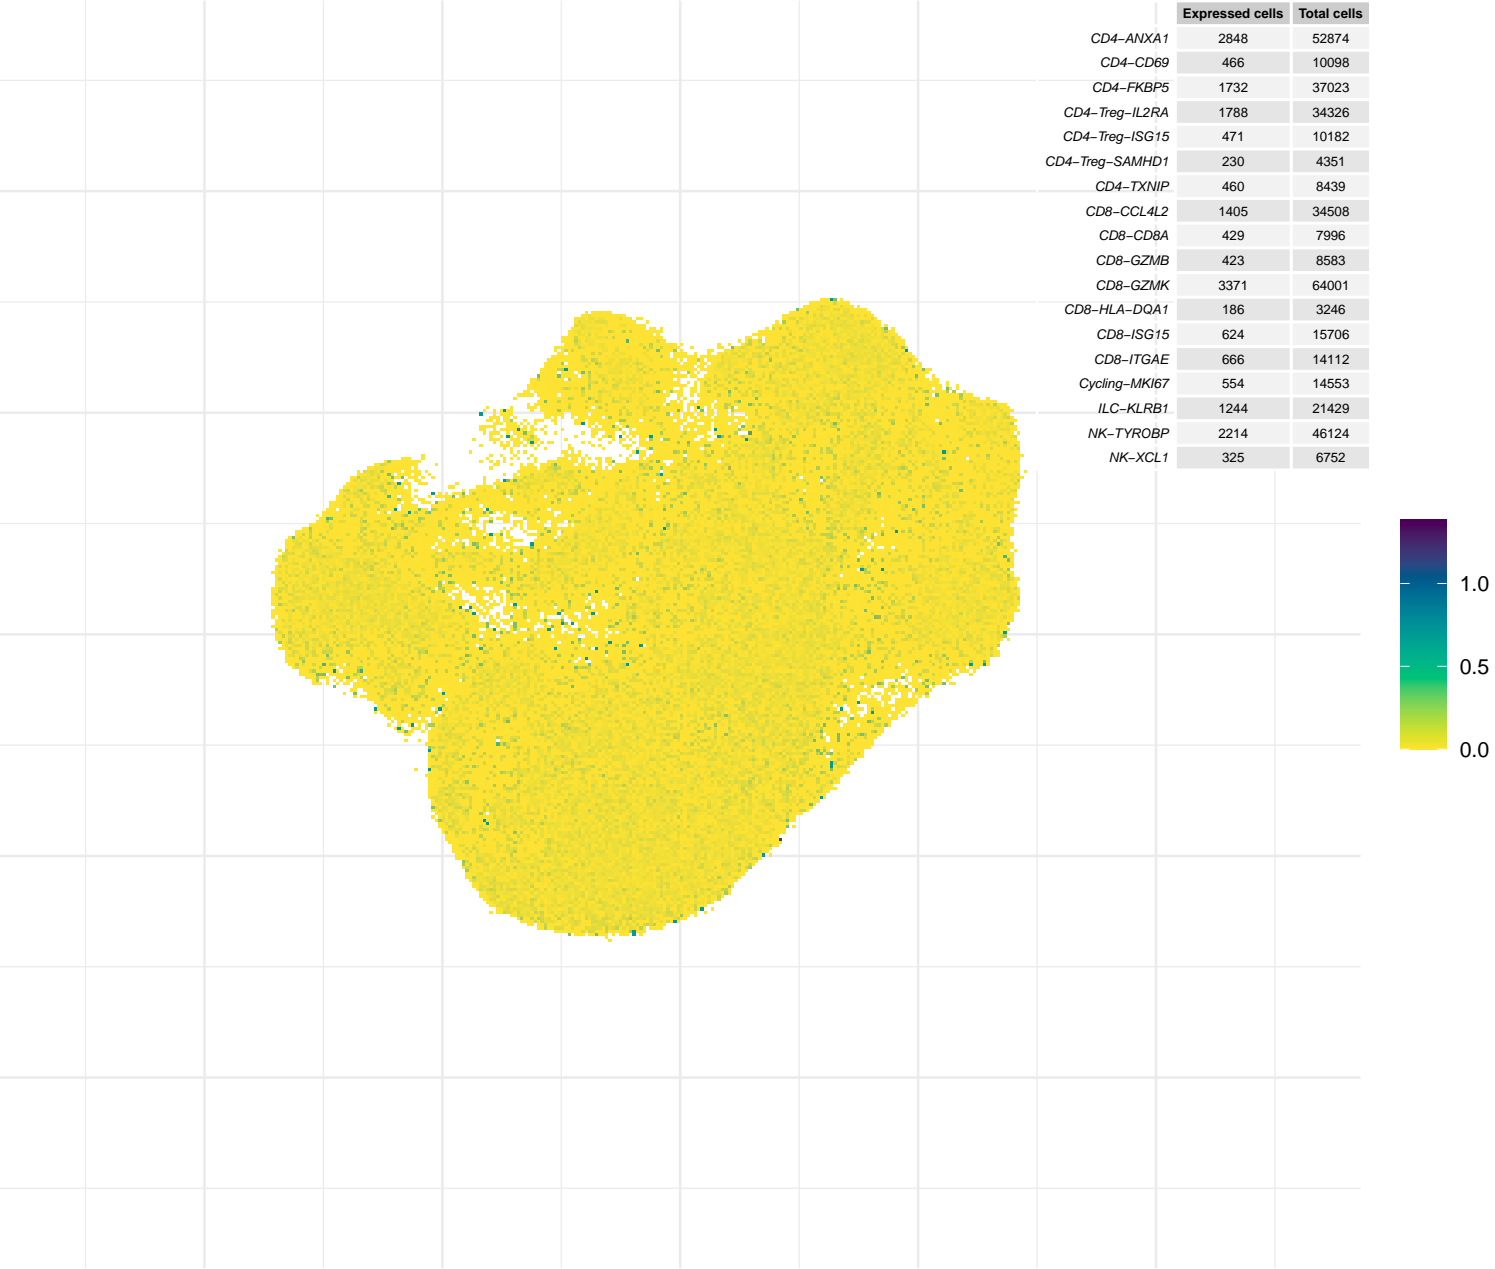 Expressed cells Total cells
CD4−ANXA1 2848 52874
CD4−CD69 466 10098
CD4−FKBP5 1732 37023
CD4−Treg−IL2RA 1788 34326
CD4−Treg−ISG15 471 10182
CD4−Treg−SAMHD1 230 4351
CD4−TXNIP 460 8439
CD8−CCL4L2 1405 34508
CD8−CD8A 429 7996
CD8−GZMB 423 8583
CD8−GZMK 3371 64001
CD8−HLA−DQA1 186 3246
CD8−ISG15 624 15706
CD8−ITGAE 666 14112
Cycling−MKI67 554 14553
ILC−KLRB1 1244 21429
NK−TYROBP 2214 46124
NK−XCL1 325 6752
1.0
0.5
0.0